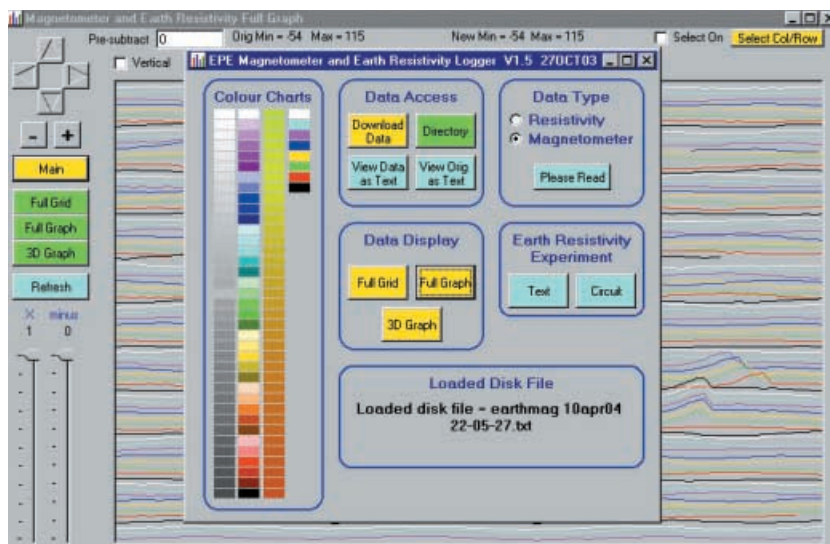 Magnetometer and Earth Resistivity Full Graph
Pre-subtract 0 Orig Min = -54 Max = 115 New Min = -54 Max = 115 Select On Select Col/Row
Vertical
- +
Main
Full Grid
Full Graph
3D Graph
Refresh
X minus
1 0
EPE Magnetometer and Earth Resistivity Logger V1.5 27OCT03
Colour Charts
Data Access
Download
Data
Directory
View Data
as Text
View Orig
as Text
Data Type
Resistivity
Magnetometer
Please Read
Data Display
Full Grid
Full Graph
3D Graph
Earth Resistivity
Experiment
Text
Circuit
Loaded Disk File
Loaded disk file = earthmag 10apr04
22-05-27.txt